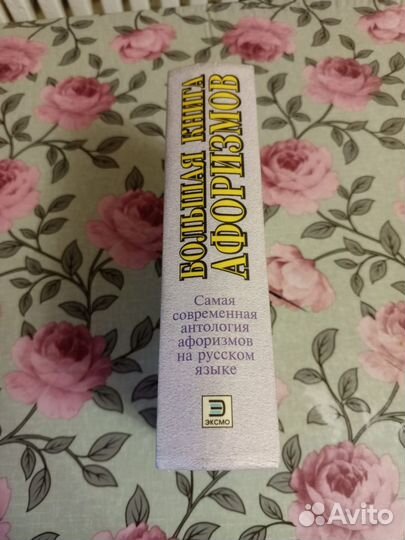 БОЛЬШАЯ КНИГА
АФОРИЗМОВ
Самая
современная
антология
афоризмов
на русском
языке
Э
ЭКСМО
Avito